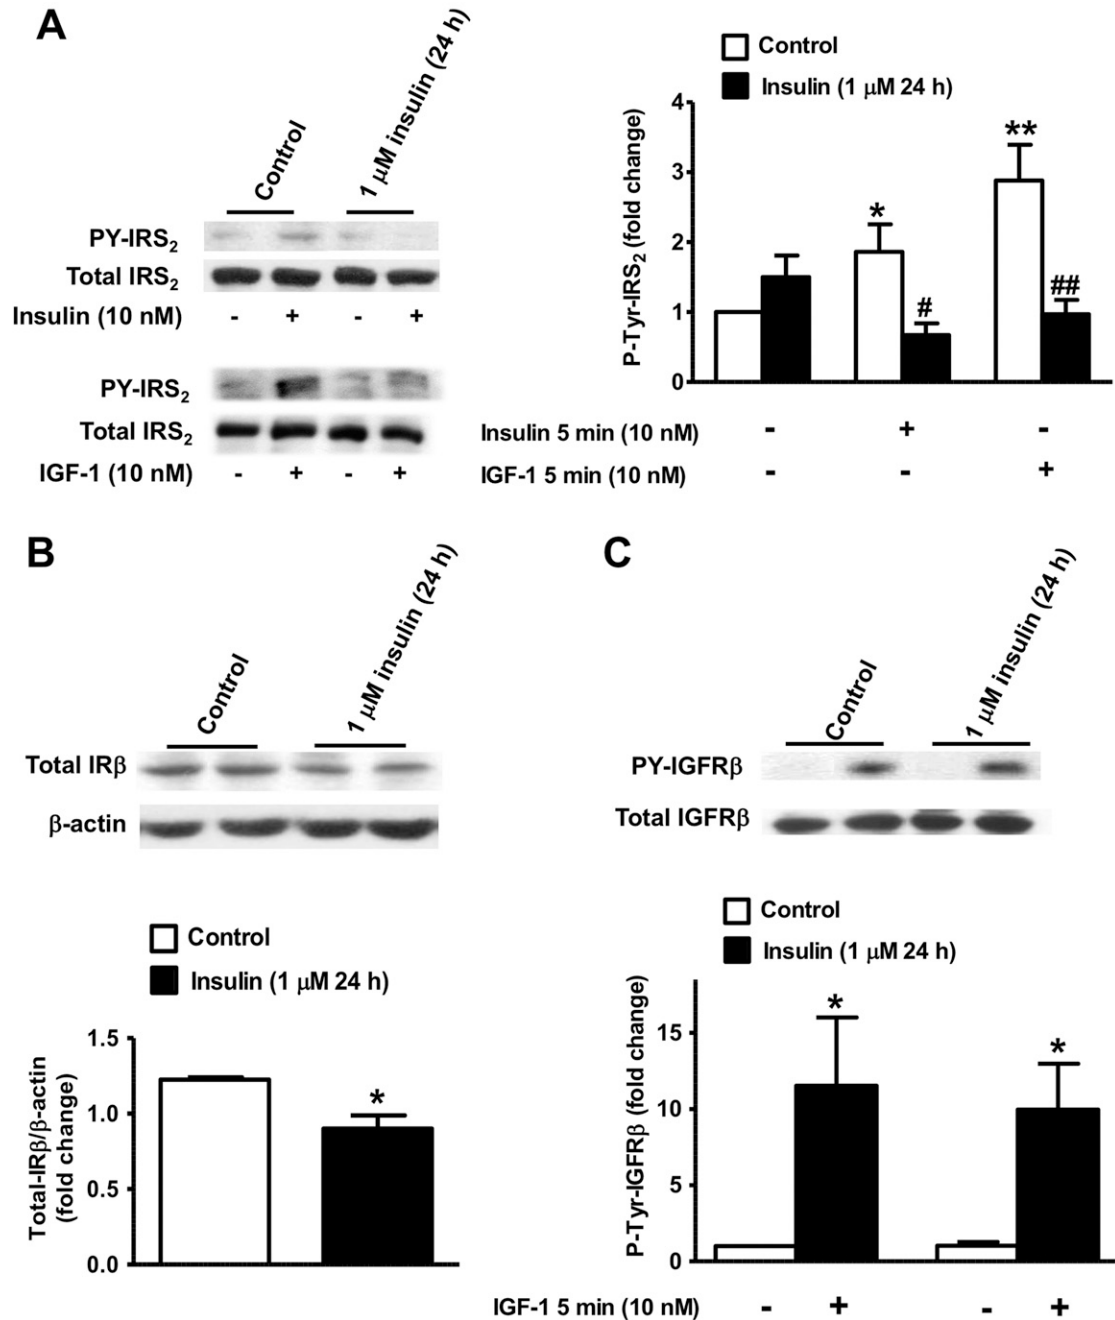 A
Control
1 μM insulin (24 h)
PY-IRS₂
Total IRS₂
Insulin (10 nM) - + - +
PY-IRS₂
Total IRS₂
IGF-1 (10 nM) - + - +
Control
Insulin (1 μM 24 h)
P-Tyr-IRS₂ (fold change)
4
3
2
1
0
*
#
**
##
Insulin 5 min (10 nM) - + -
IGF-1 5 min (10 nM) - - +
B
Control
1 μM insulin (24 h)
Total IRβ
β-actin
Control
Insulin (1 μM 24 h)
Total-IRβ/β-actin
(fold change)
1.5
1.0
0.5
0.0
*
C
Control
1 μM insulin (24 h)
PY-IGFRβ
Total IGFRβ
Control
Insulin (1 μM 24 h)
P-Tyr-IGFRβ (fold change)
15
10
5
0
*
*
IGF-1 5 min (10 nM) - + - +